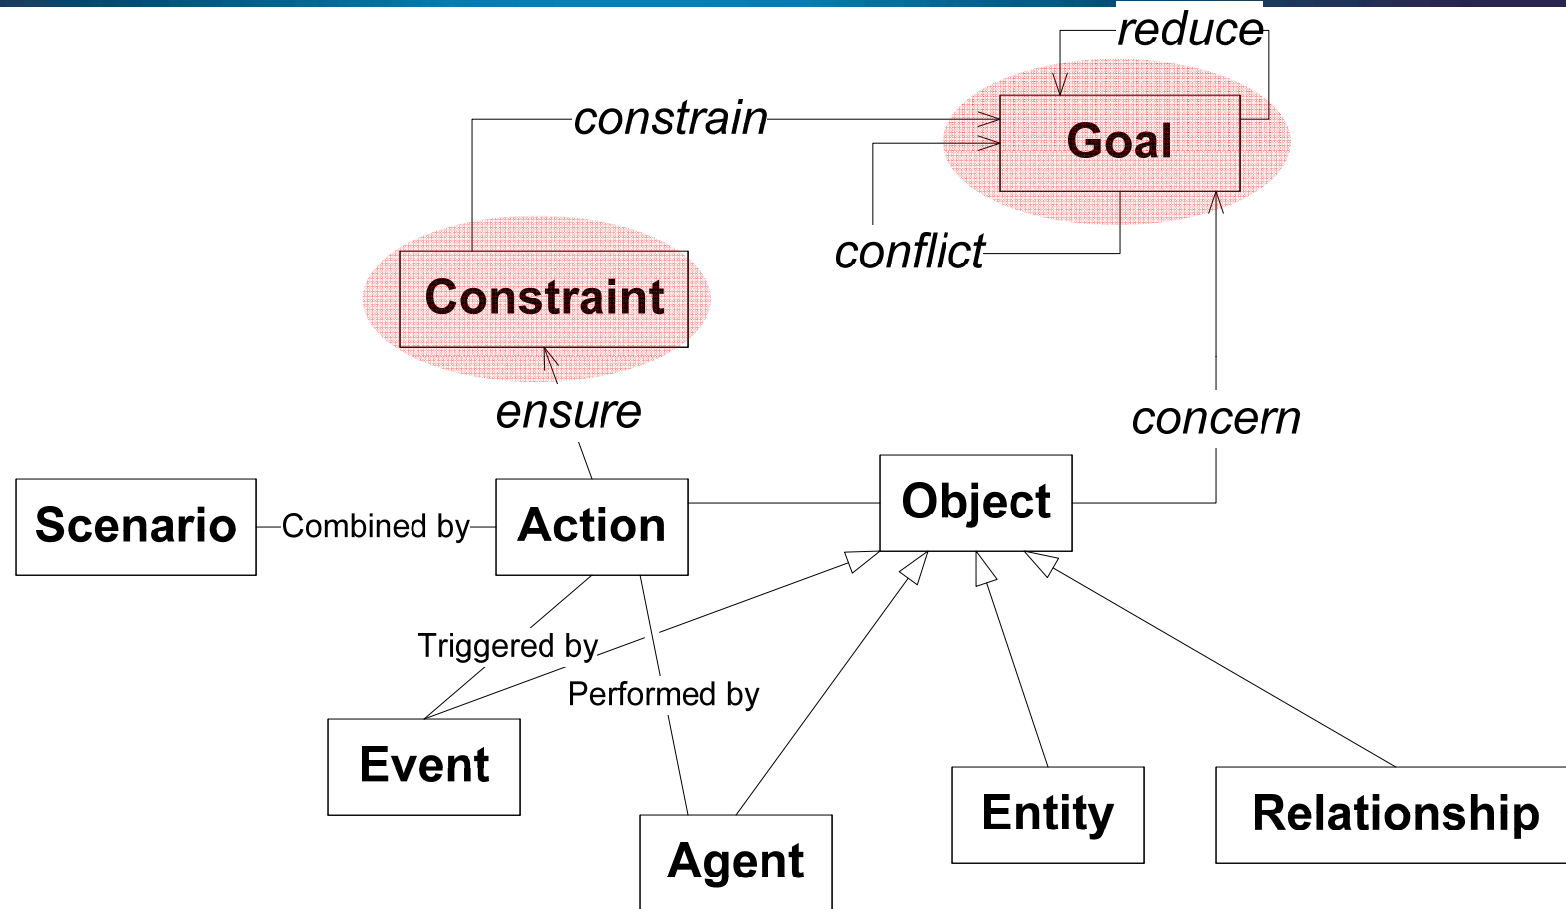 reduce
constrain
Goal
conflict
Constraint
ensure
concern
Object
Scenario
Combined by
Action
Triggered by
Performed by
Event
Entity
Relationship
Agent